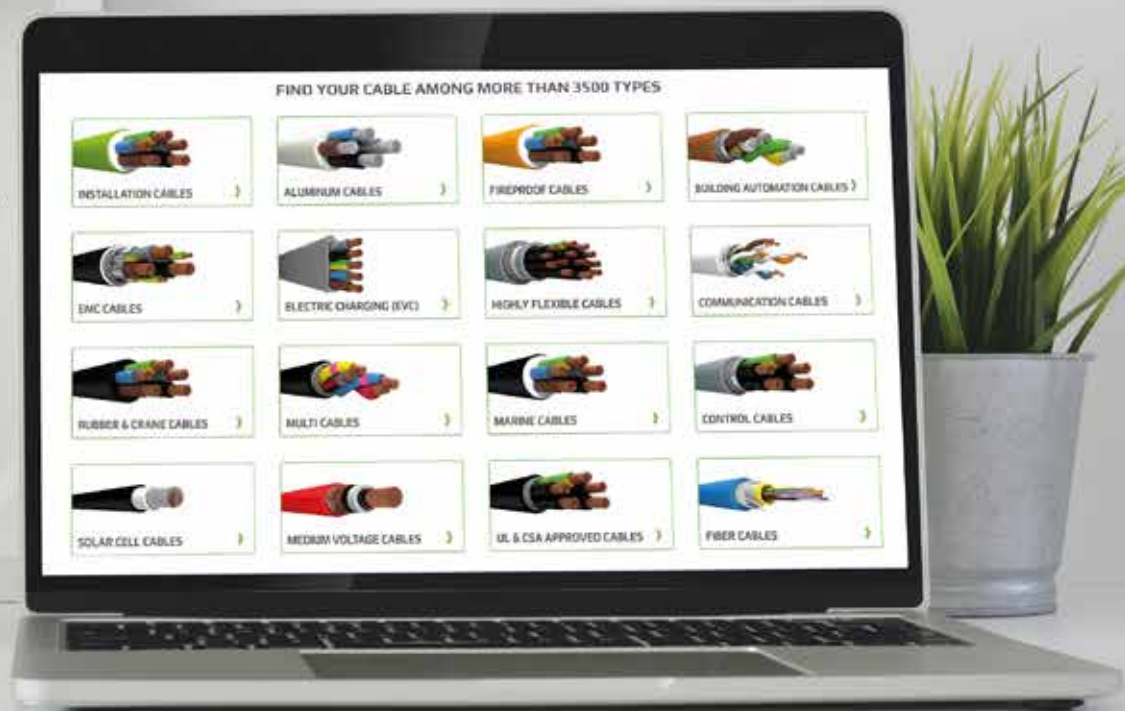 FIND YOUR CABLE AMONG MORE THAN 3500 TYPES
INSTALLATION CABLES
ALUMINUM CABLES
FIREPROOF CABLES
BUILDING AUTOMATION CABLES
EMC CABLES
ELECTRIC CHARGING (EVC)
HIGHLY FLEXIBLE CABLES
COMMUNICATION CABLES
RUBBER & CRANE CABLES
MULTI CABLES
MARINE CABLES
CONTROL CABLES
SOLAR CELL CABLES
MEDIUM VOLTAGE CABLES
UL & CSA APPROVED CABLES
FIBER CABLES